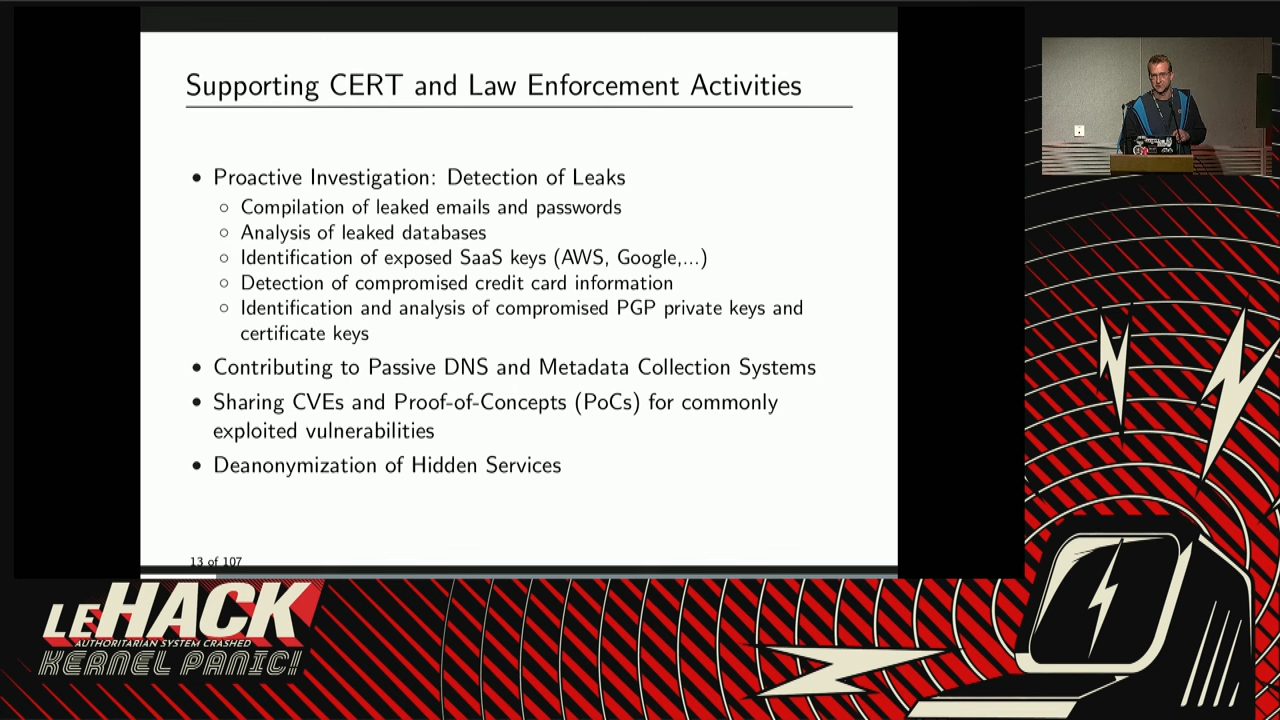 Supporting CERT and Law Enforcement Activities
• Proactive Investigation: Detection of Leaks
○ Compilation of leaked emails and passwords
○ Analysis of leaked databases
○ Identification of exposed SaaS keys (AWS, Google,...)
○ Detection of compromised credit card information
○ Identification and analysis of compromised PGP private keys and
certificate keys
• Contributing to Passive DNS and Metadata Collection Systems
• Sharing CVEs and Proof-of-Concepts (PoCs) for commonly
exploited vulnerabilities
• Deanonymization of Hidden Services
13 of 107
LEHACK
AUTHORITARIAN SYSTEM CRASHED
KERNEL PANIC!